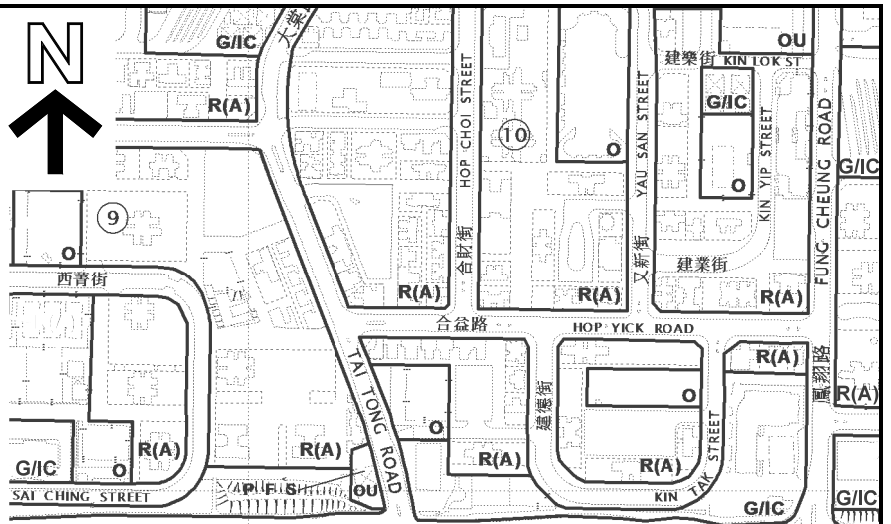 N
G/IC
大棠
R(A)
HOP CHOI STREET
合財街
10
O
YAU SAN STREET
又新街
OU
建樂街 KIN LOK ST
G/IC
O
KIN YIP STREET
建業街
FUNG CHEUNG ROAD
鳳翔路
G/IC
9
O
西菁街
R(A)
R(A)
R(A)
合益路
HOP YICK ROAD
TAI TONG ROAD
建德街
R(A)
O
O
R(A)
R(A)
R(A)
R(A)
R(A)
G/IC
O
SAI CHING STREET
P F S
OU
KIN TAK STREET
G/IC
G/IC